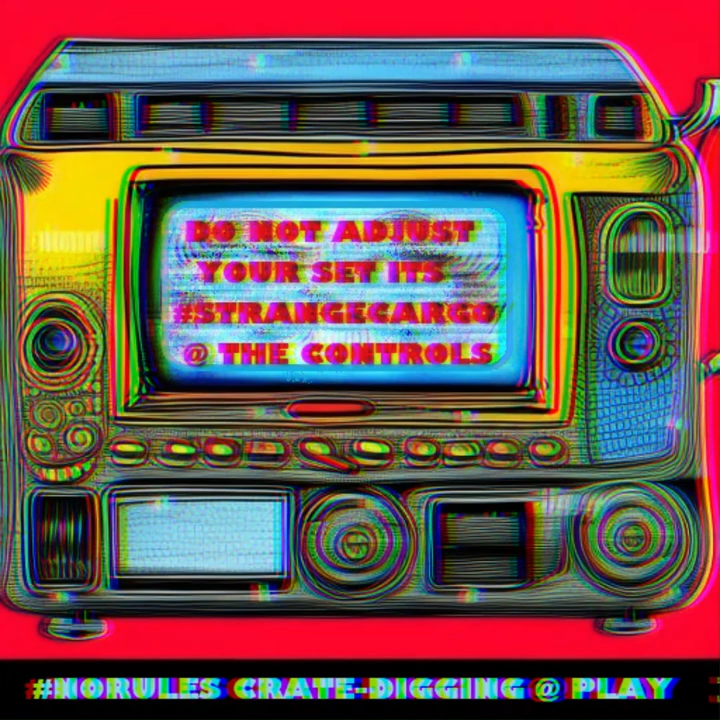 DO NOT ADJUST
YOUR SET ITS
#STRANGECARGO
@ THE CONTROLS
#NORULES CRATE-DIGGING @ PLAY